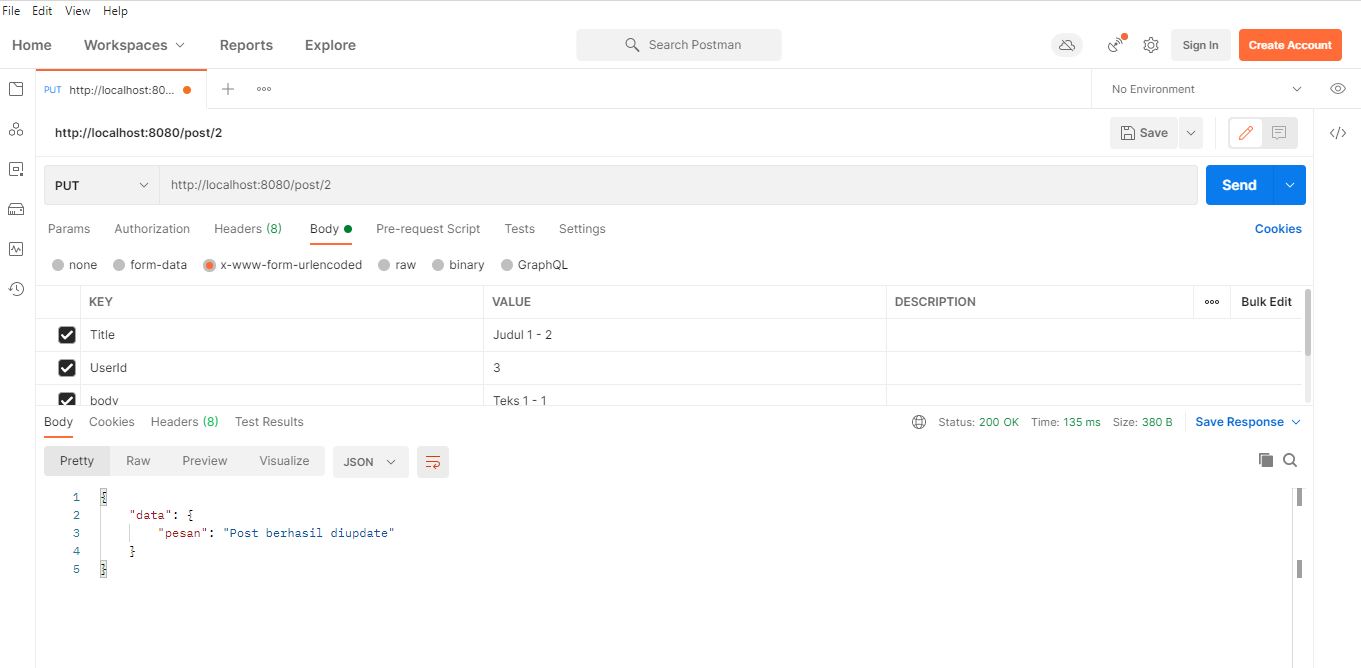 File Edit View Help
Home Workspaces Reports Explore Search Postman Sign In Create Account
PUT http://localhost:80... No Environment
http://localhost:8080/post/2 Save
PUT http://localhost:8080/post/2 Send
Params Authorization Headers (8) Body Pre-request Script Tests Settings Cookies
none form-data x-www-form-urlencoded raw binary GraphQL
KEY VALUE DESCRIPTION Bulk Edit
Title Judul 1 - 2
UserId 3
body Teks 1 - 1
Body Cookies Headers (8) Test Results Status: 200 OK Time: 135 ms Size: 380 B Save Response
Pretty Raw Preview Visualize JSON
1 {
2 "data": {
3 "pesan": "Post berhasil diupdate"
4 }
5 }